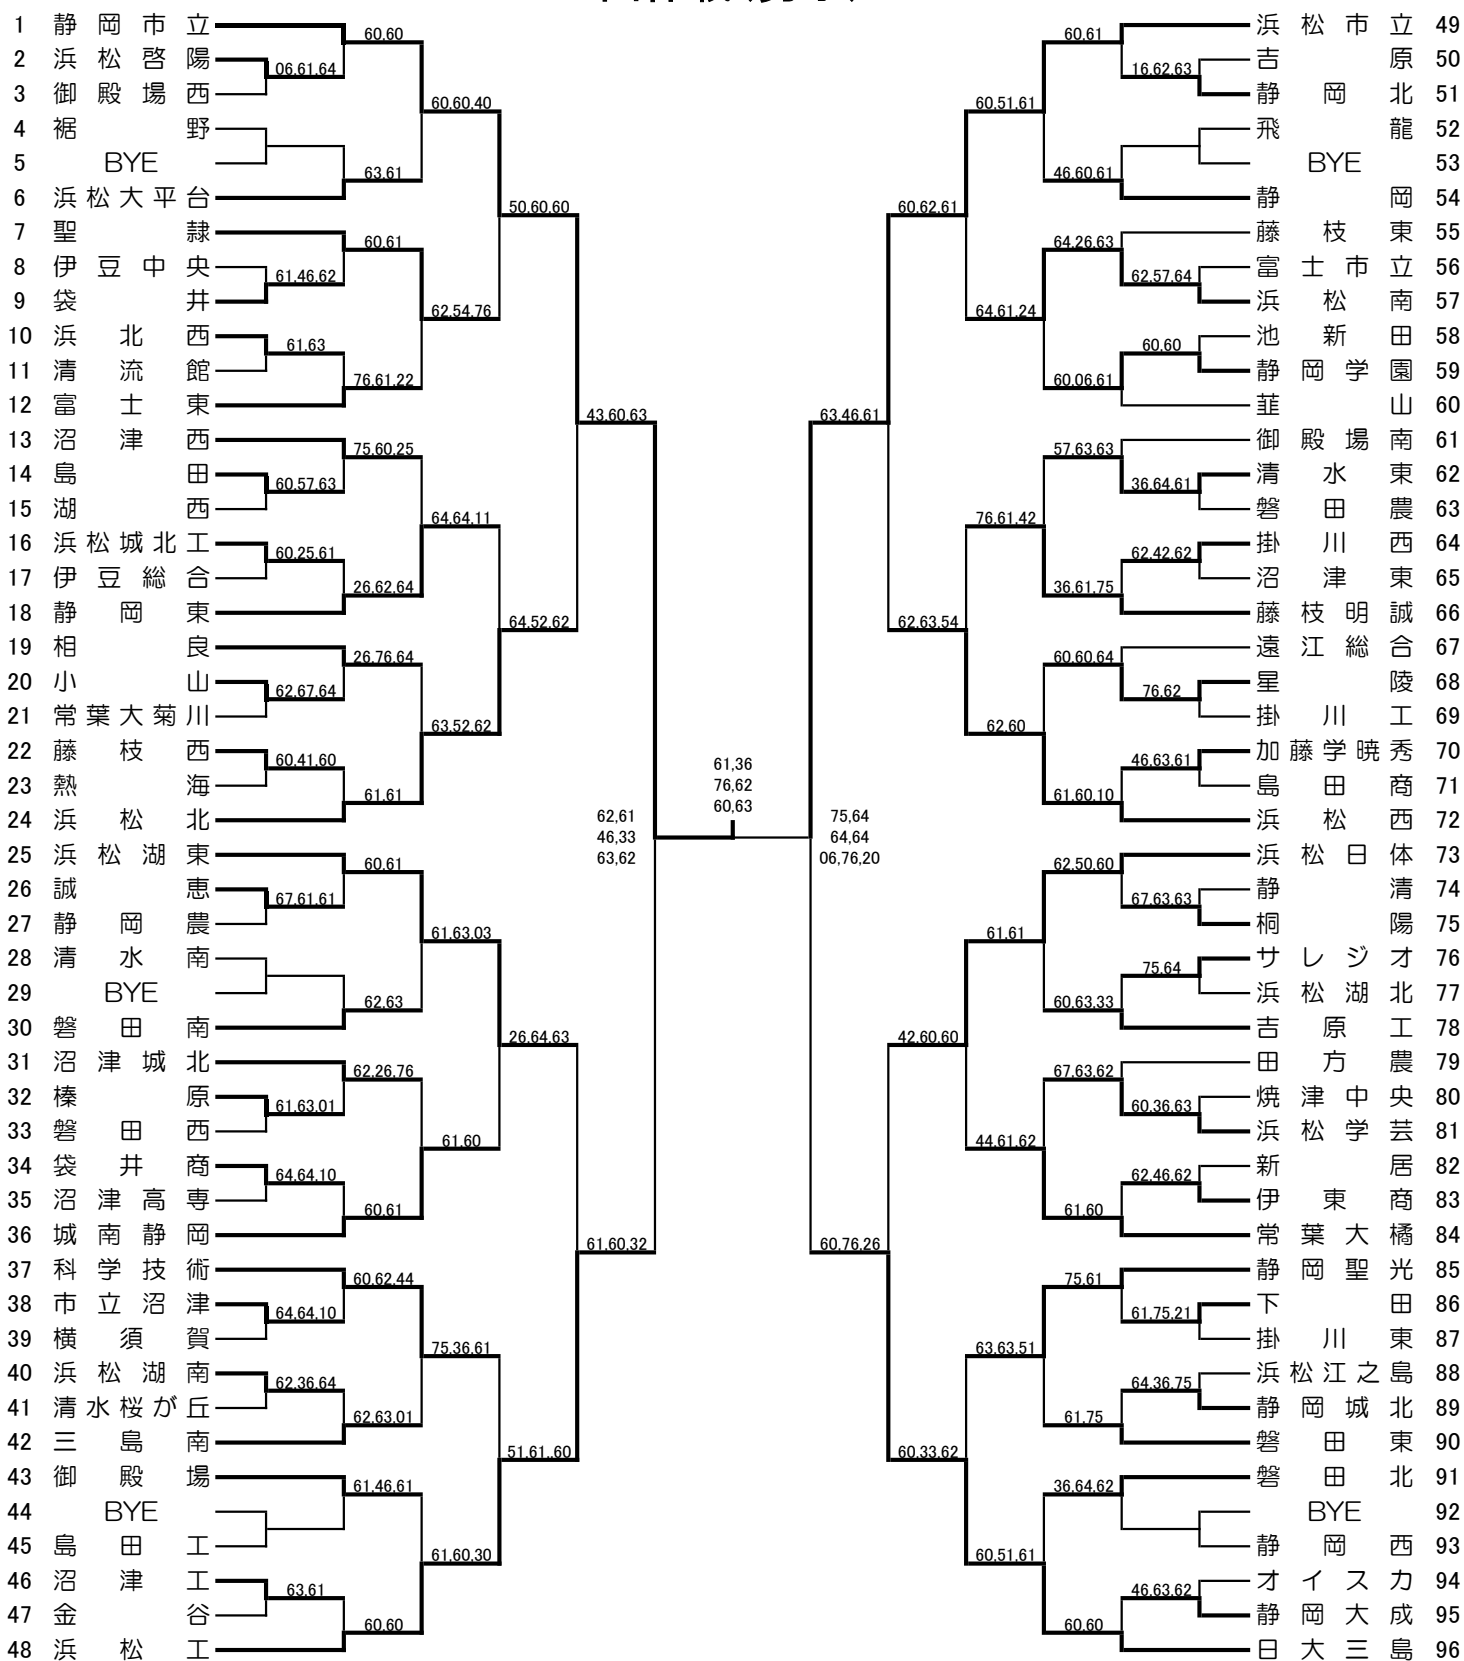 1 静岡市立
2 浜松啓陽
3 御殿場西
4 裾野
5 BYE
6 浜松大平台
7 聖隷
8 伊豆中央
9 袋井
10 浜北西
11 清流館
12 富士東
13 沼津西
14 島田
15 湖西
16 浜松城北工
17 伊豆総合
18 静岡東
19 相良
20 小山
21 常葉大菊川
22 藤枝西
23 熱海
24 浜松北
25 浜松湖東
26 誠恵
27 静岡農
28 清水南
29 BYE
30 磐田南
31 沼津城北
32 榛原
33 磐田西
34 袋井商
35 沼津高専
36 城南静岡
37 科学技術
38 市立沼津
39 横須賀
40 浜松湖南
41 清水桜が丘
42 三島南
43 御殿場
44 BYE
45 島田工
46 沼津工
47 金谷
48 浜松工
60.60
06.61.64
63.61
60.61
61.46.62
61.63
76.61.22
75.60.25
60.57.63
60.25.61
26.62.64
26.76.64
62.67.64
60.41.60
61.61
60.61
67.61.61
62.63
62.26.76
61.63.01
64.64.10
60.61
60.62.44
64.64.10
62.36.64
62.63.01
61.46.61
63.61
60.60
60.60.40
62.54.76
64.64.11
63.52.62
61.63.03
61.60
75.36.61
61.60.30
50.60.60
64.52.62
26.64.63
51.61..60
43.60.63
61.60.32
62,61
46,33
63,62
61,36
76,62
60,63
75,64
64,64
06,76,20
63.46.61
60.76.26
60.62.61
62.63.54
42.60.60
60.33.62
60.51.61
64.61.24
76.61.42
62.60
61.61
44.61.62
63.63.51
60.51.61
60.61
16.62.63
46.60.61
64.26.63
62.57.64
60.60
60.06.61
57.63.63
36.64.61
62.42.62
36.61.75
60.60.64
76.62
46.63.61
61.60.10
62.50.60
67.63.63
75.64
60.63.33
67.63.62
60.36.63
62.46.62
61.60
75.61
61.75.21
64.36.75
61.75
36.64.62
46.63.62
60.60
浜松市立 49
吉原 50
静岡北 51
飛龍 52
BYE 53
静岡 54
藤枝東 55
富士市立 56
浜松南 57
池新田 58
静岡学園 59
韮山 60
御殿場南 61
清水東 62
磐田農 63
掛川西 64
沼津東 65
藤枝明誠 66
遠江総合 67
星陵 68
掛川工 69
加藤学暁秀 70
島田商 71
浜松西 72
浜松日体 73
静清 74
桐陽 75
サレジオ 76
浜松湖北 77
吉原工 78
田方農 79
焼津中央 80
浜松学芸 81
新居 82
伊東商 83
常葉大橘 84
静岡聖光 85
下田 86
掛川東 87
浜松江之島 88
静岡城北 89
磐田東 90
磐田北 91
BYE 92
静岡西 93
オイスカ 94
静岡大成 95
日大三島 96